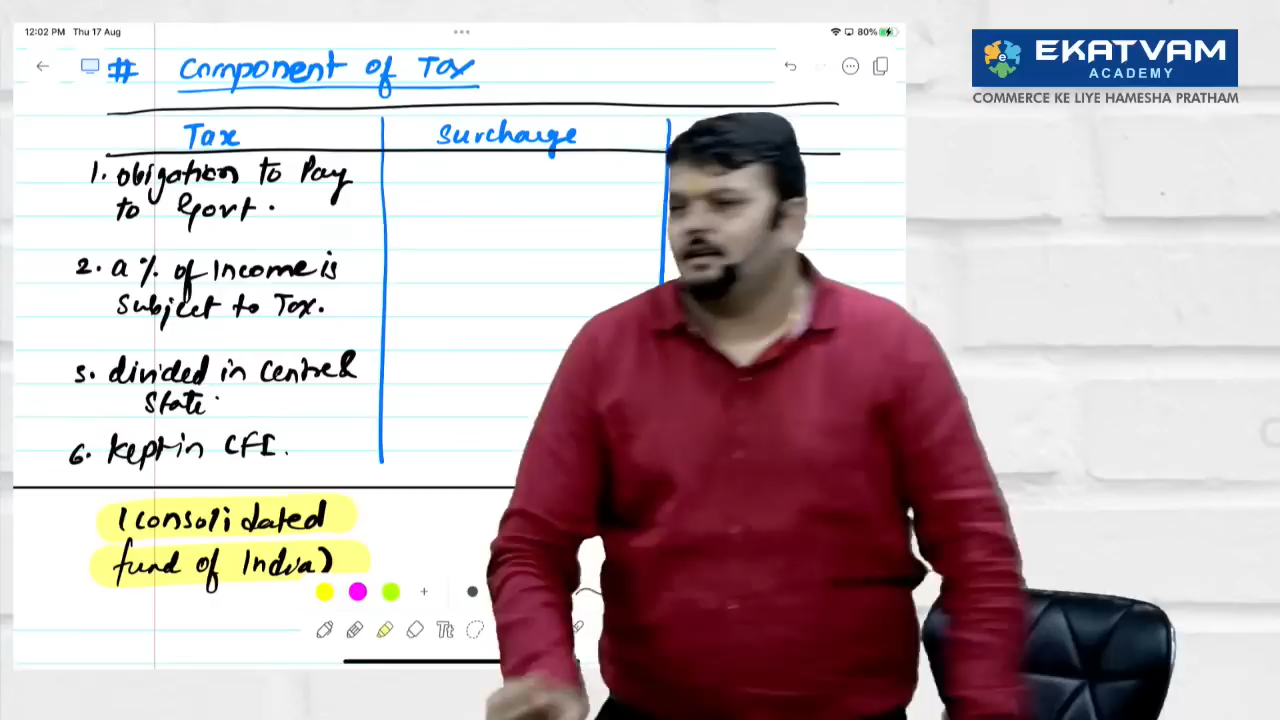 12:02 PM Thu 17 Aug
80%
# Component of Tax
Tax
Surcharge
1. obligation to Pay
to Govt.
2. a % of Income is
subject to Tax.
3. divided in Centre &
State.
6. kept in CFI.
(Consolidated
fund of India)
Tt
EKATVAM
ACADEMY
COMMERCE KE LIYE HAMESHA PRATHAM